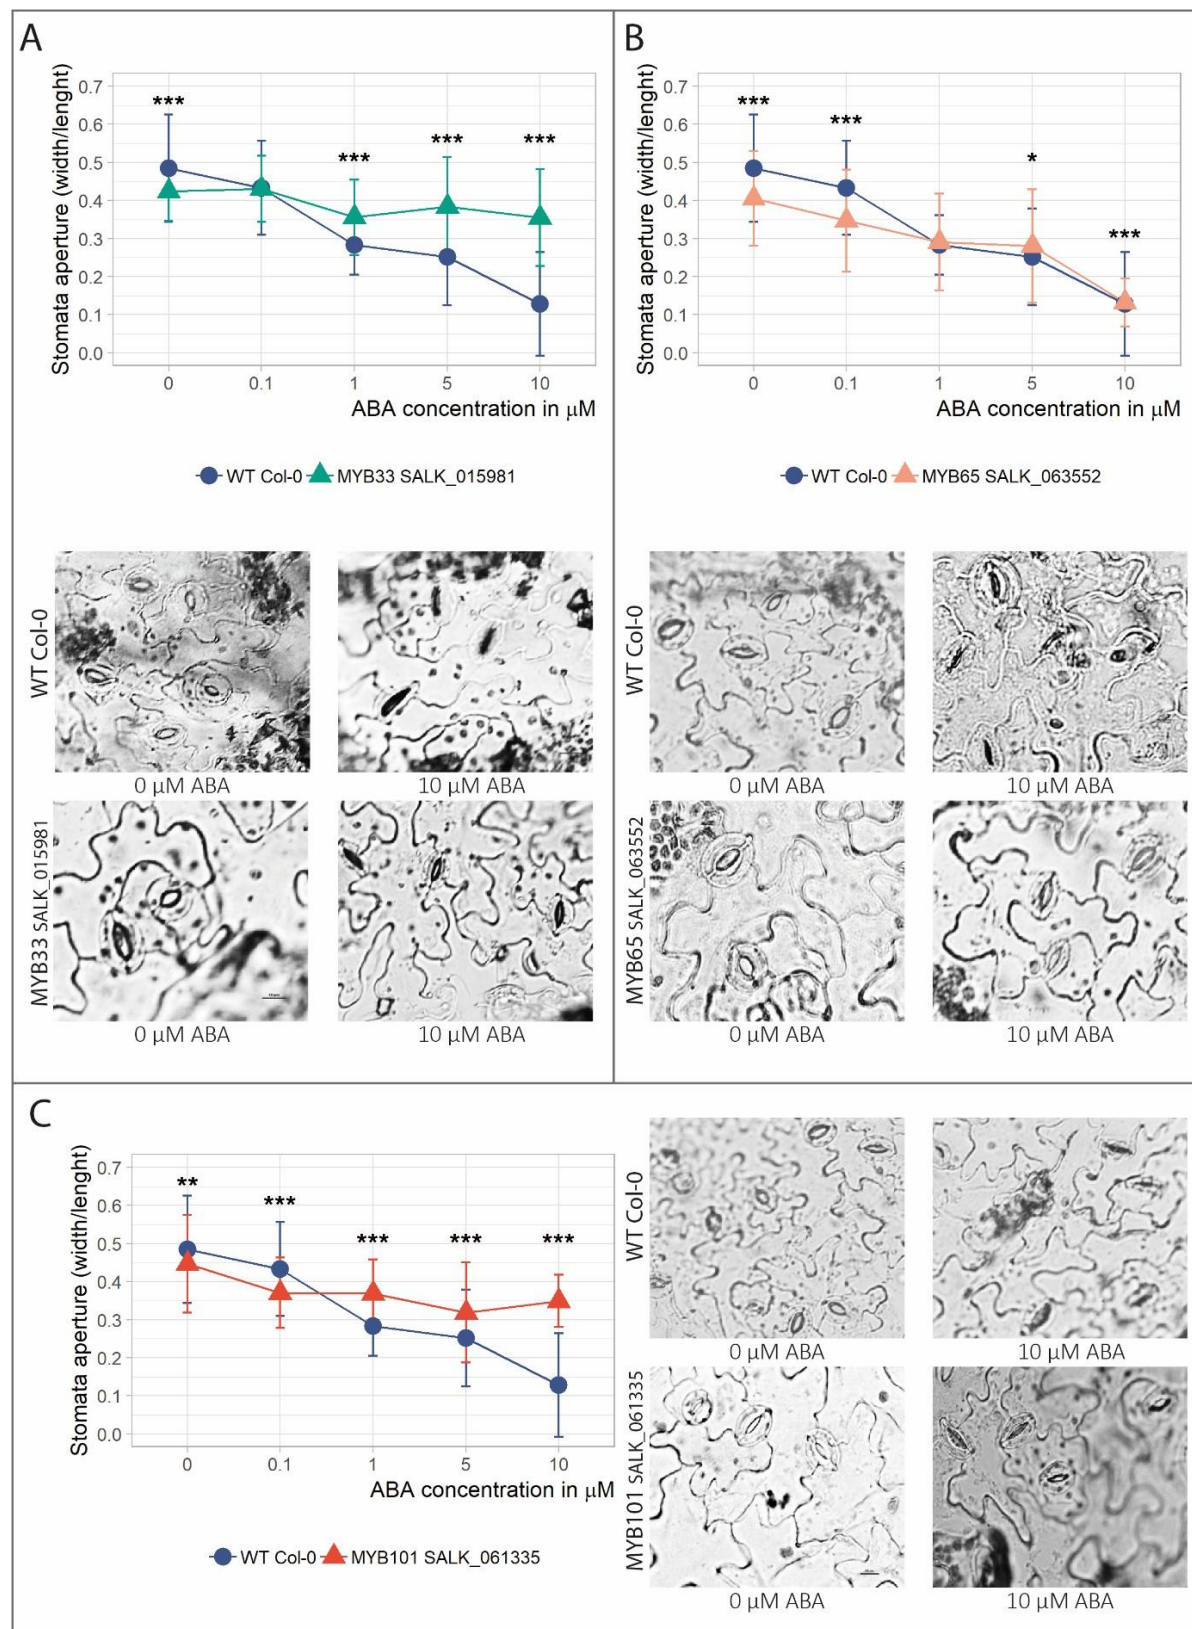 A
Stomata aperture (width/lenght)
0.7
0.6
0.5
0.4
0.3
0.2
0.1
0.0
***
***
***
***
0
0.1
1
5
10
ABA concentration in μM
WT Col-0
MYB33 SALK_015981
WT Col-0
0 μM ABA
10 μM ABA
MYB33 SALK_015981
0 μM ABA
10 μM ABA
B
Stomata aperture (width/lenght)
0.7
0.6
0.5
0.4
0.3
0.2
0.1
0.0
***
***
*
***
0
0.1
1
5
10
ABA concentration in μM
WT Col-0
MYB65 SALK_063552
WT Col-0
0 μM ABA
10 μM ABA
MYB65 SALK_063552
0 μM ABA
10 μM ABA
C
Stomata aperture (width/lenght)
0.7
0.6
0.5
0.4
0.3
0.2
0.1
0.0
**
***
***
***
***
0
0.1
1
5
10
ABA concentration in μM
WT Col-0
MYB101 SALK_061335
WT Col-0
0 μM ABA
10 μM ABA
MYB101 SALK_061335
0 μM ABA
10 μM ABA